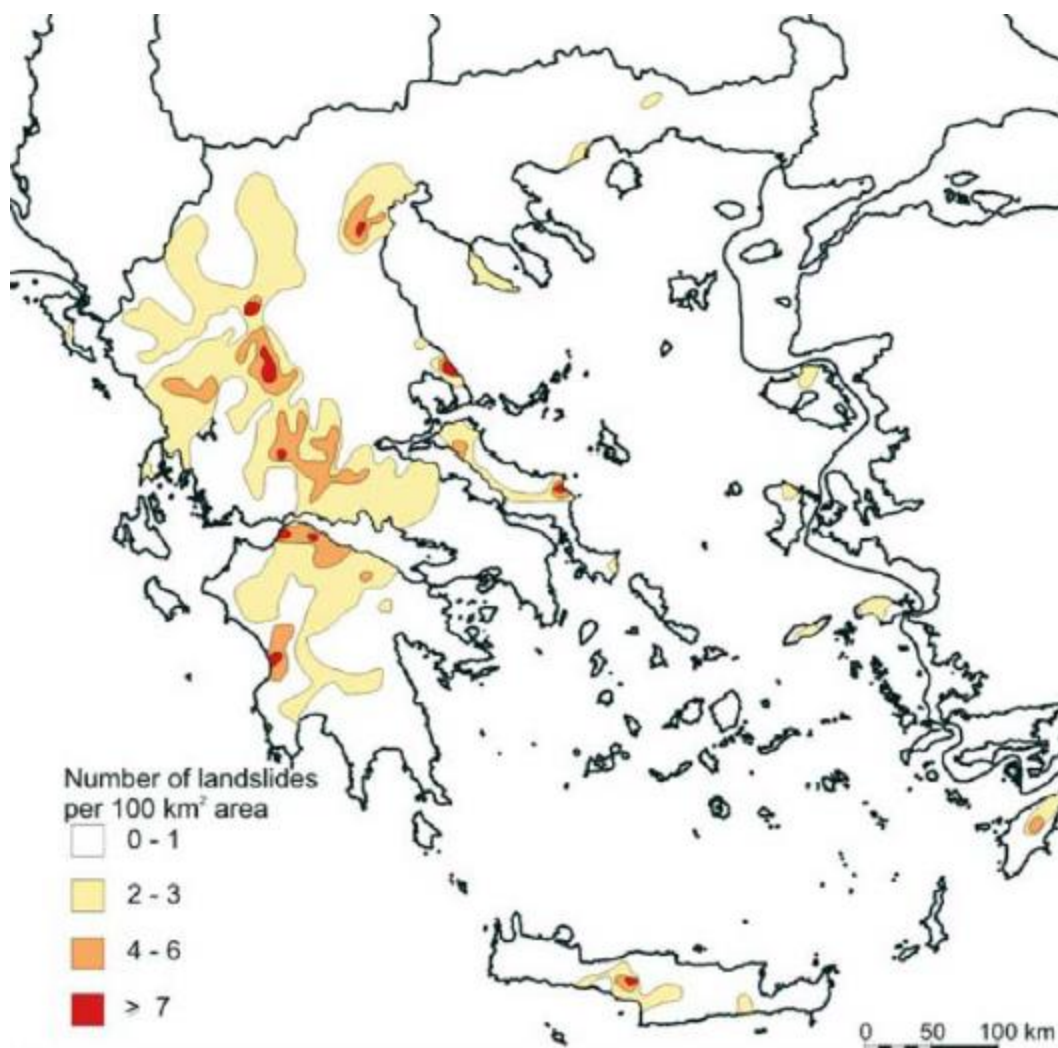 Number of landslides
per 100 km² area
0 - 1
2 - 3
4 - 6
≥ 7
0 50 100 km